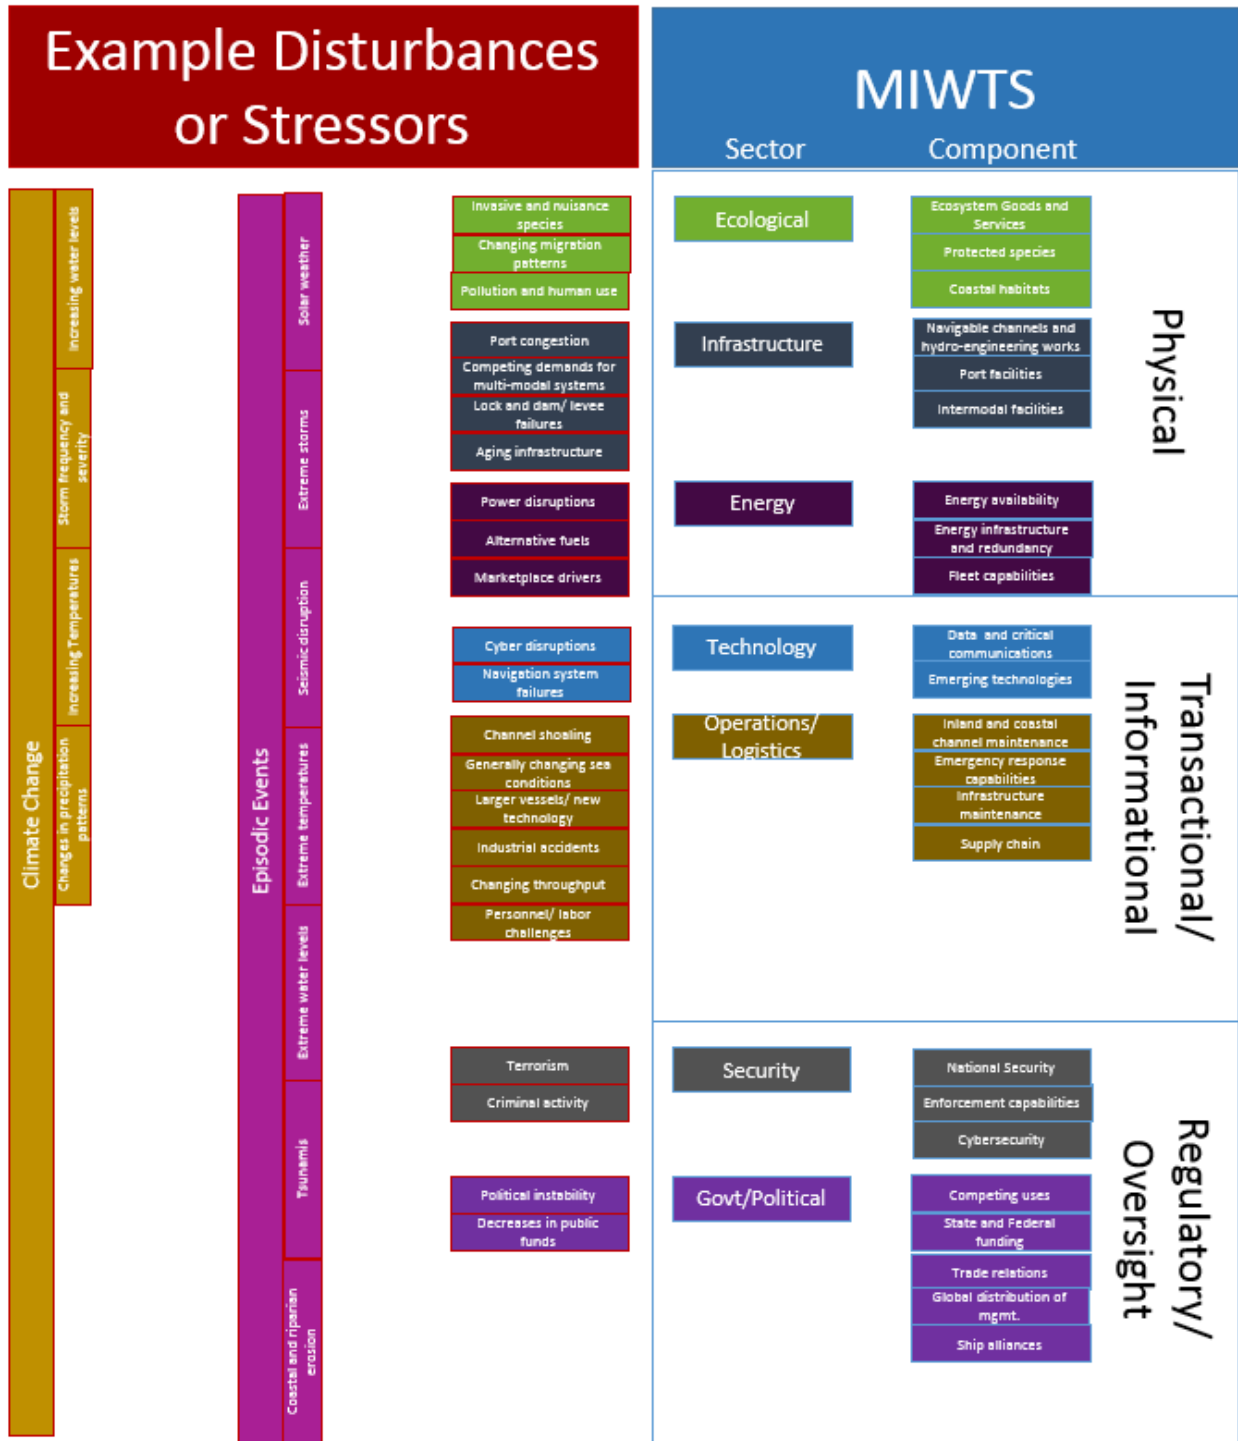 Example Disturbances
or Stressors
MIWTS
Sector
Component
Climate Change
Increasing water levels
Storm frequency and
severity
Increasing Temperatures
Changes in precipitation
patterns
Episodic Events
Solar weather
Extreme storms
Seismic disruption
Extreme temperatures
Extreme water levels
Tsunamis
Coastal and riparian
erosion
Invasive and nuisance
species
Changing migration
patterns
Pollution and human use
Port congestion
Competing demands for
multi-modal systems
Lock and dam/ levee
failures
Aging infrastructure
Power disruptions
Alternative fuels
Marketplace drivers
Cyber disruptions
Navigation system
failures
Channel shoaling
Generally changing sea
conditions
Larger vessels/ new
technology
Industrial accidents
Changing throughput
Personnel/ labor
challenges
Terrorism
Criminal activity
Political instability
Decreases in public
funds
Physical
Ecological
Ecosystem Goods and
Services
Protected species
Coastal habitats
Infrastructure
Navigable channels and
hydro-engineering works
Port facilities
Intermodal facilities
Energy
Energy availability
Energy infrastructure
and redundancy
Fleet capabilities
Transactional/
Informational
Technology
Data and critical
communications
Emerging technologies
Operations/
Logistics
Inland and coastal
channel maintenance
Emergency response
capabilities
Infrastructure
maintenance
Supply chain
Regulatory/
Oversight
Security
National Security
Enforcement capabilities
Cybersecurity
Govt/Political
Competing uses
State and Federal
funding
Trade relations
Global distribution of
mgmt.
Ship alliances